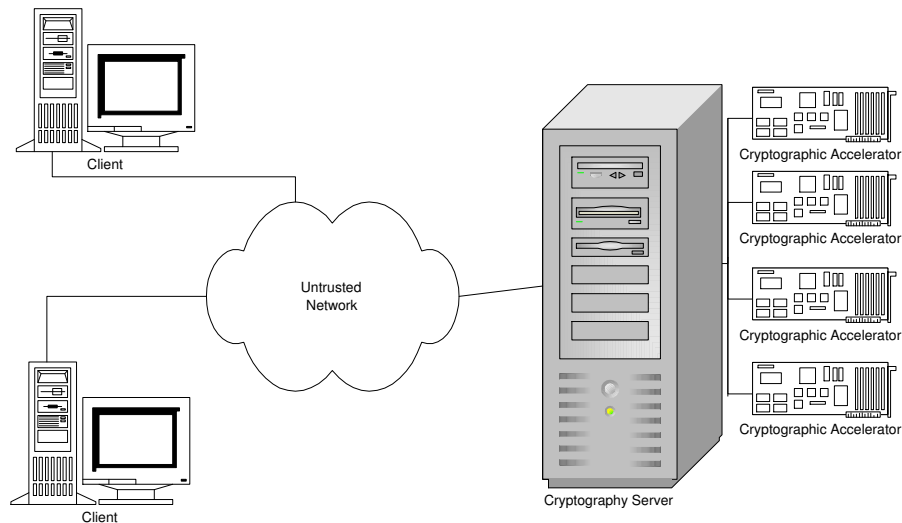 Client
Cryptographic Accelerator
Cryptographic Accelerator
Untrusted
Network
Cryptographic Accelerator
Cryptographic Accelerator
Cryptography Server
Client